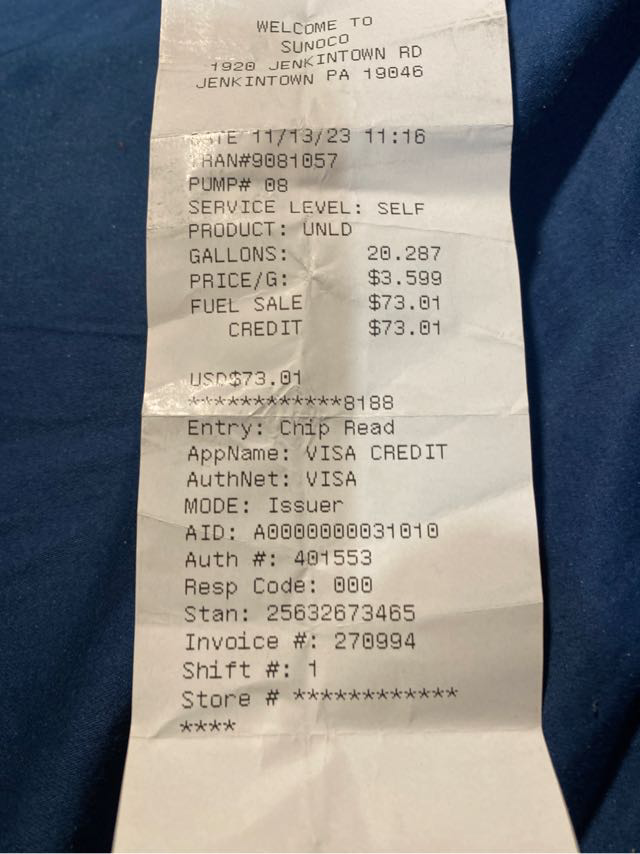 WELCOME TO
SUNOCO
1920 JENKINTOWN RD
JENKINTOWN PA 19046
DATE 11/13/23 11:16
TRAN#9081057
PUMP# 08
SERVICE LEVEL: SELF
PRODUCT: UNLD
GALLONS: 20.287
PRICE/G: $3.599
FUEL SALE $73.01
CREDIT $73.01
USD$73.01
************8188
Entry: Chip Read
AppName: VISA CREDIT
AuthNet: VISA
MODE: Issuer
AID: A0000000031010
Auth #: 401553
Resp Code: 000
Stan: 25632673465
Invoice #: 270994
Shift #: 1
Store # ************
****